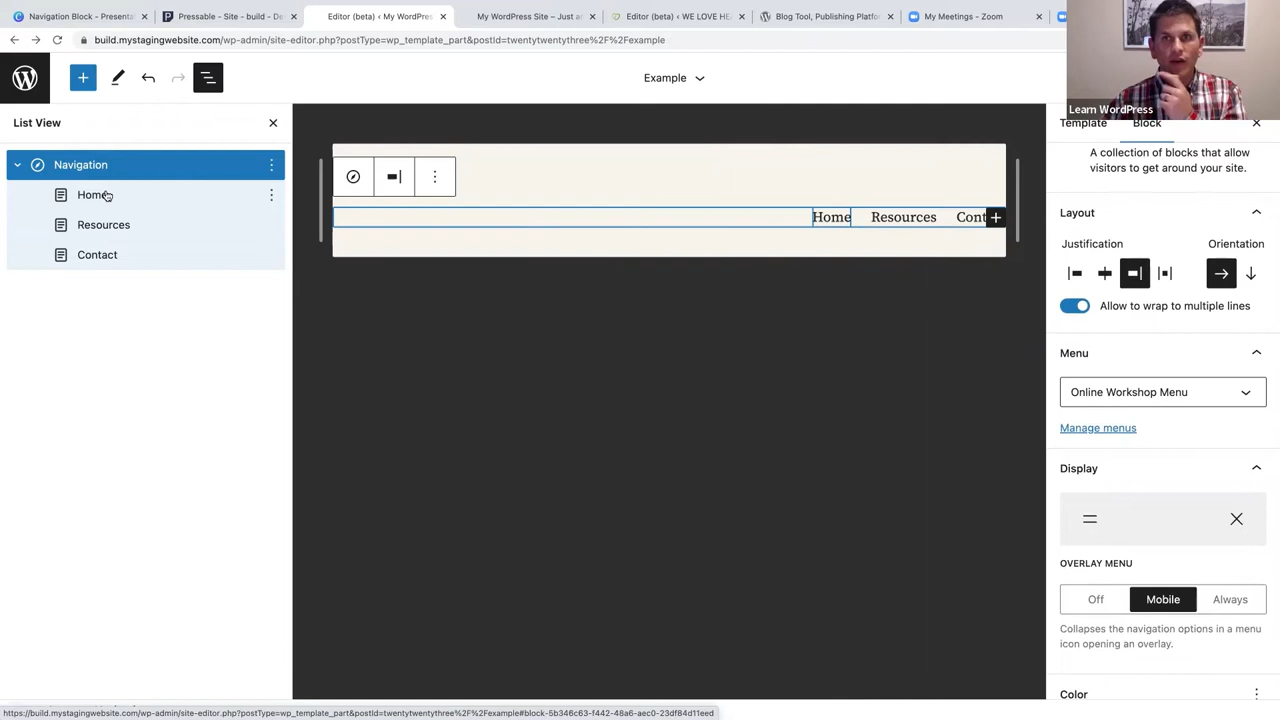 Navigation Block - Presenta
Pressable - Site - build - De
Editor (beta) ‹ My WordPres
My WordPress Site – Just an
Editor (beta) ‹ WE LOVE HE
Blog Tool, Publishing Platfo
My Meetings - Zoom
build.mystagingwebsite.com/wp-admin/site-editor.php?postType=wp_template_part&postId=twentytwentythree%2F%2Fexample
Example
Learn WordPress
List View
Navigation
Home
Resources
Contact
Home Resources Cont
Template Block
A collection of blocks that allow
visitors to get around your site.
Layout
Justification Orientation
Allow to wrap to multiple lines
Menu
Online Workshop Menu
Manage menus
Display
OVERLAY MENU
Off Mobile Always
Collapses the navigation options in a menu
icon opening an overlay.
Color
https://build.mystagingwebsite.com/wp-admin/site-editor.php?postType=wp_template_part&postId=twentytwentythree%2F%2Fexample#block-5b346c63-f442-48a6-aec0-23df84d11eed